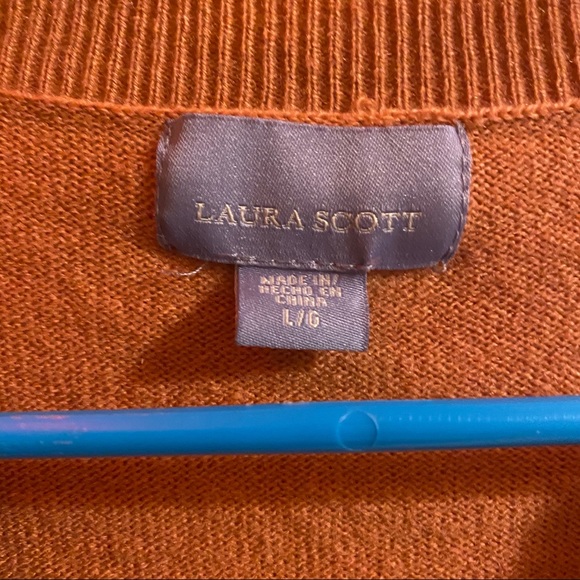 LAURA SCOTT
MADE IN/
HECHO EN
CHINA
L/G